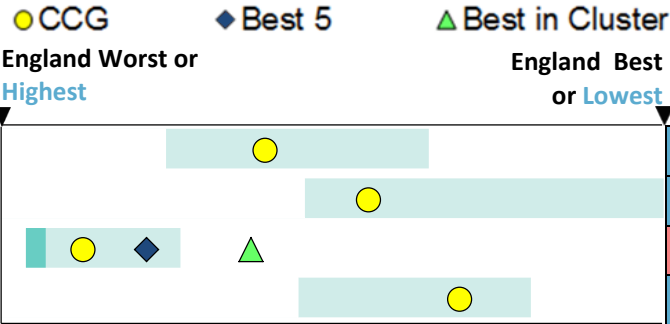 CCG Best 5 Best in Cluster
England Worst or England Best
Highest or Lowest